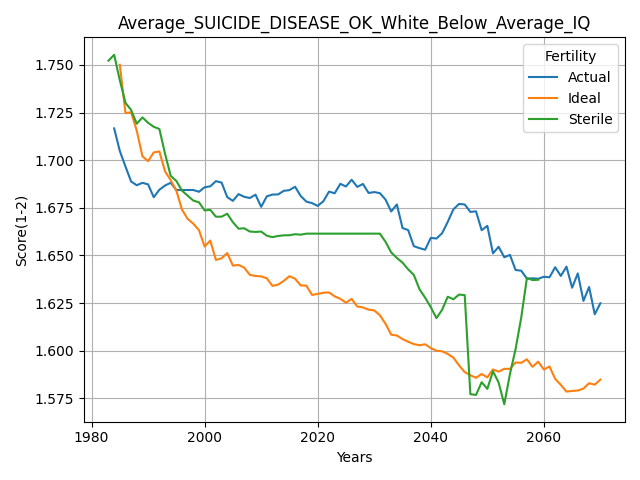 Average_SUICIDE_DISEASE_OK_White_Below_Average_IQ
Fertility
Actual
Ideal
Sterile
1.750
1.725
1.700
1.675
1.650
1.625
1.600
1.575
Score(1-2)
1980
2000
2020
2040
2060
Years